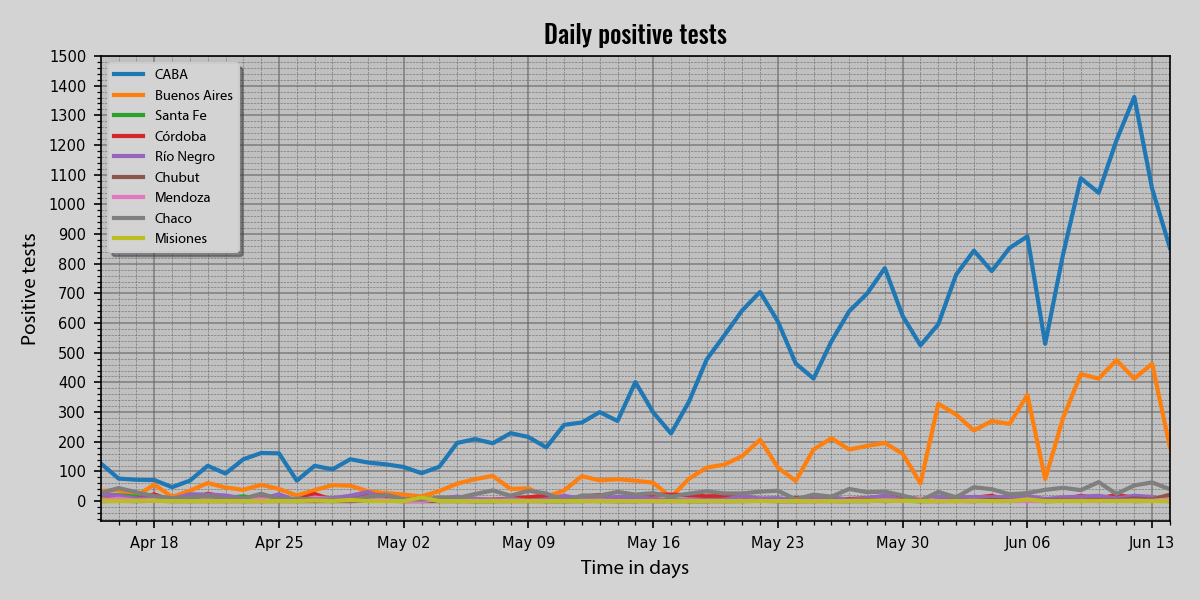 Daily positive tests
1500
1400
1300
1200
1100
1000
900
800
700
600
500
400
300
200
100
0
Positive tests
CABA
Buenos Aires
Santa Fe
Córdoba
Río Negro
Chubut
Mendoza
Chaco
Misiones
Apr 18 Apr 25 May 02 May 09 May 16 May 23 May 30 Jun 06 Jun 13
Time in days